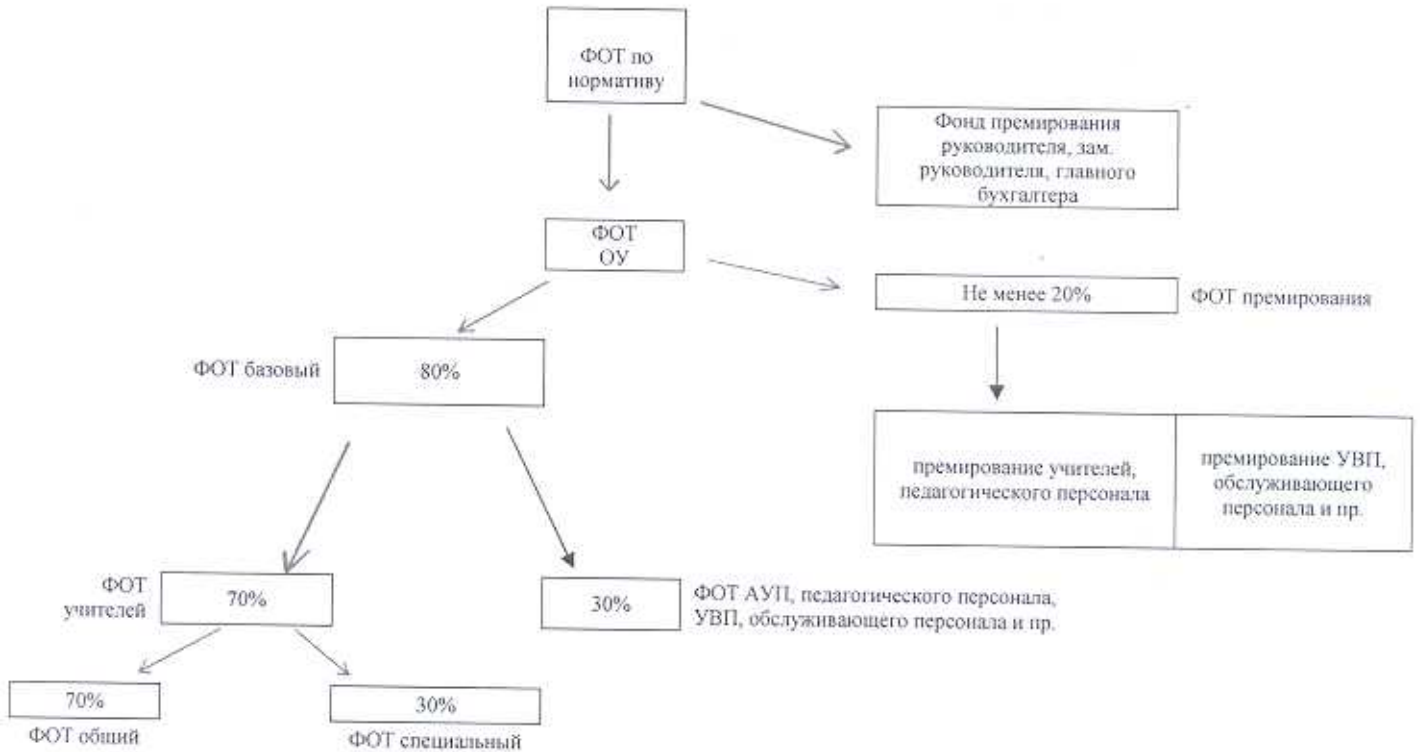 ФОТ по
нормативу
Фонд премирования
руководителя, зам.
руководителя, главного
бухгалтера
ФОТ
ОУ
Не менее 20%
ФОТ премирования
ФОТ базовый
80%
премирование учителей,
педагогического персонала
премирование УВП,
обслуживающего
персонала и пр.
ФОТ
учителей
70%
30%
ФОТ АУП, педагогического персонала,
УВП, обслуживающего персонала и пр.
70%
ФОТ общий
30%
ФОТ специальный